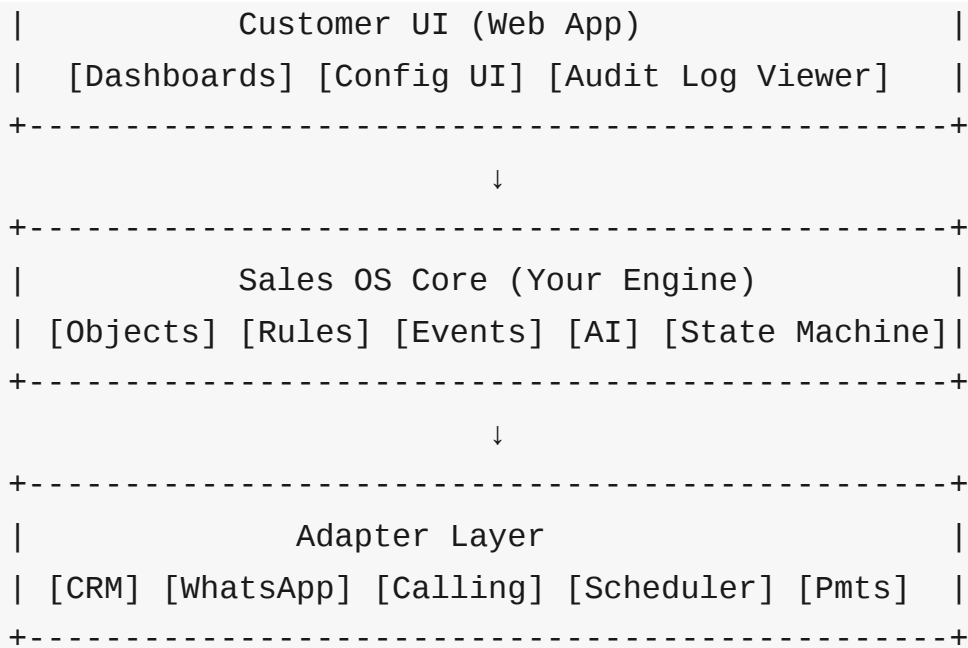 |           Customer UI (Web App)                |
|  [Dashboards] [Config UI] [Audit Log Viewer]   |
+------------------------------------------------+
↓
+------------------------------------------------+
|           Sales OS Core (Your Engine)          |
| [Objects] [Rules] [Events] [AI] [State Machine]|
+------------------------------------------------+
↓
+------------------------------------------------+
|              Adapter Layer                     |
| [CRM] [WhatsApp] [Calling] [Scheduler] [Pmts]  |
+------------------------------------------------+